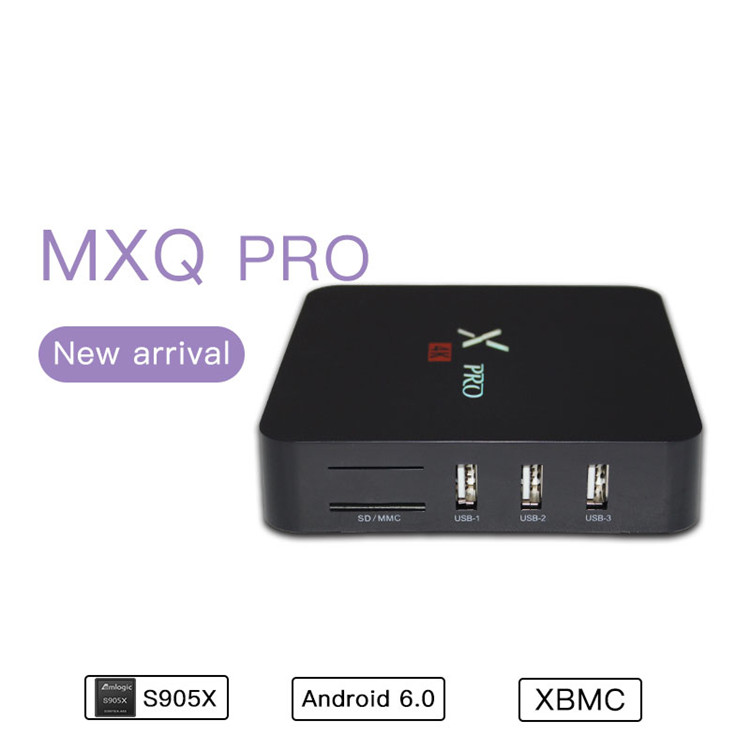 MXQ PRO
New arrival
X
PRO
4K
SD/MMC
USB-1
USB-2
USB-3
Amlogic
S905X
S905X
Android 6.0
XBMC